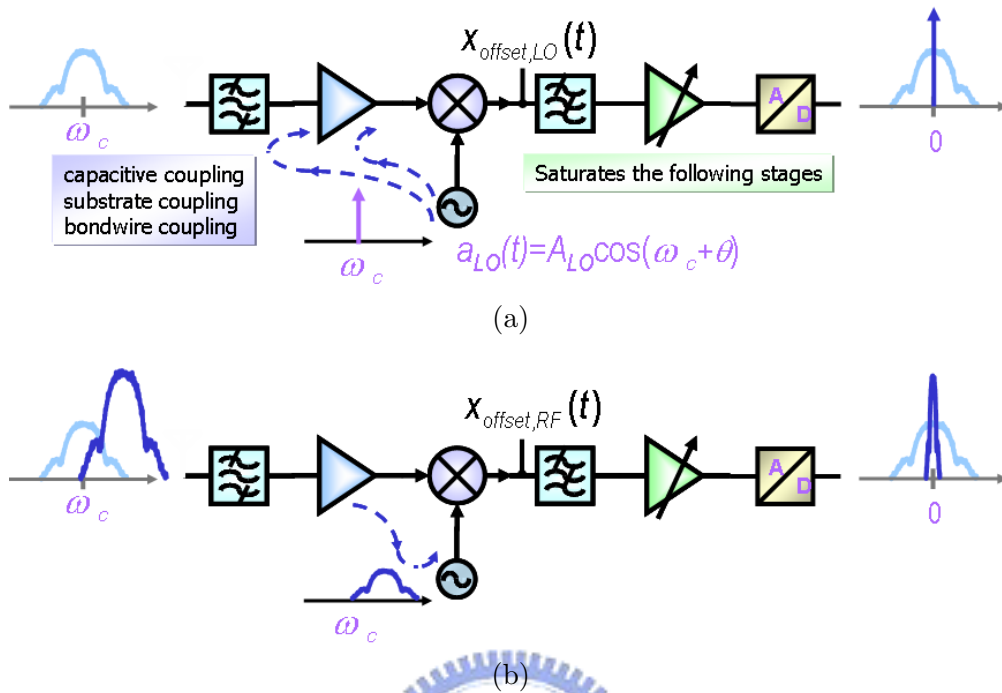 x_offset,LO(t)
ω_c
A
D
0
capacitive coupling
substrate coupling
bondwire coupling
Saturates the following stages
ω_c
a_LO(t)=A_LOcos(ω_c+θ)
(a)
x_offset,RF(t)
ω_c
A
D
0
ω_c
(b)